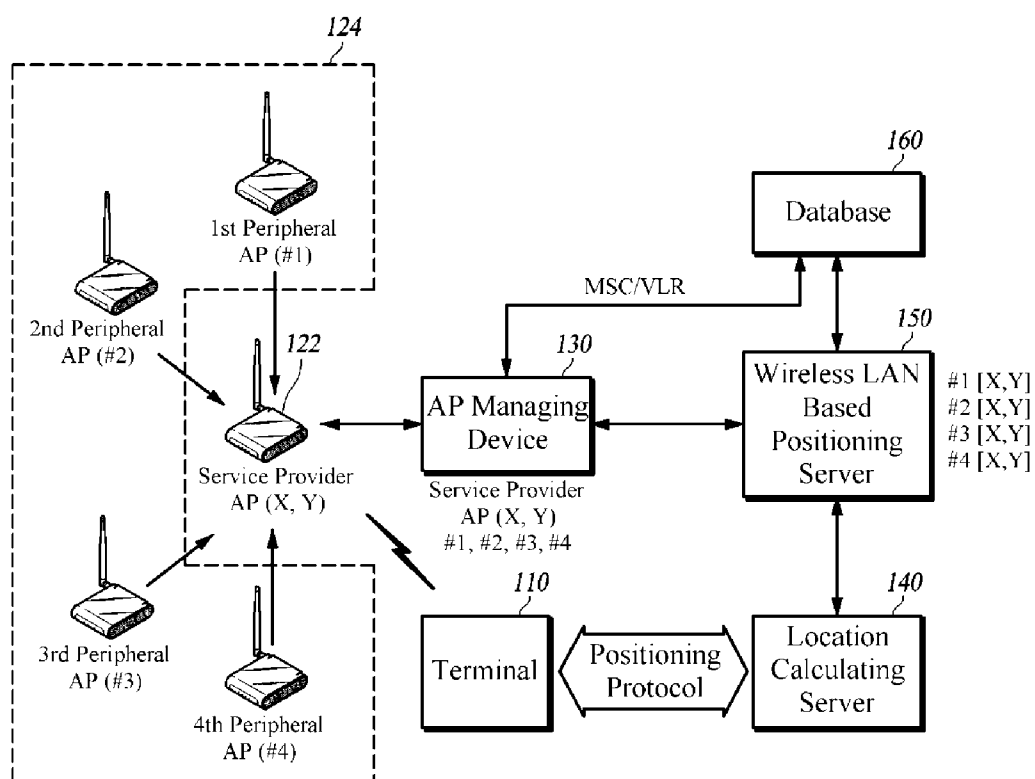 124
1st Peripheral
AP (#1)
2nd Peripheral
AP (#2)
122
Service Provider
AP (X, Y)
3rd Peripheral
AP (#3)
4th Peripheral
AP (#4)
160
Database
MSC/VLR
130
AP Managing
Device
Service Provider
AP (X, Y)
#1, #2, #3, #4
150
Wireless LAN
Based
Positioning
Server
#1 [X,Y]
#2 [X,Y]
#3 [X,Y]
#4 [X,Y]
110
Terminal
Positioning
Protocol
140
Location
Calculating
Server